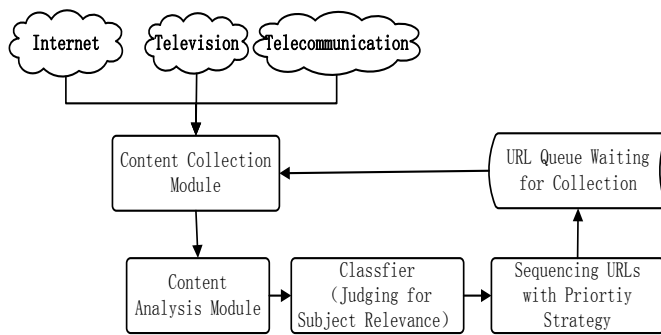 Internet
Television
Telecommunication
Content Collection
Module
URL Queue Waiting
for Collection
Content
Analysis Module
Classfier
(Judging for
Subject Relevance)
Sequencing URLs
with Priortiy
Strategy